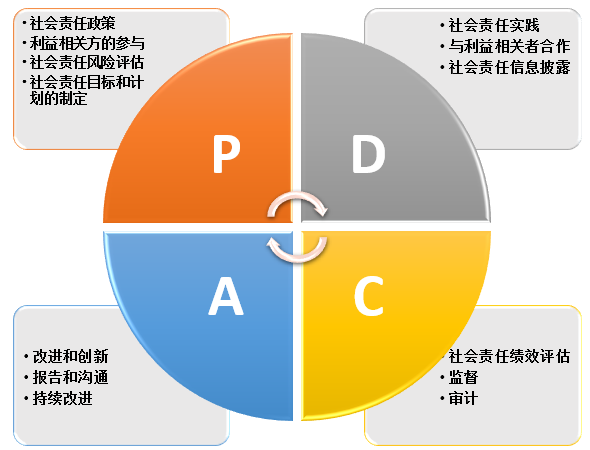 • 社会责任政策
• 利益相关方的参与
• 社会责任风险评估
• 社会责任目标和计
划的制定
• 社会责任实践
• 与利益相关者合作
• 社会责任信息披露
P
D
A
C
• 改进和创新
• 报告和沟通
• 持续改进
• 社会责任绩效评估
• 监督
• 审计